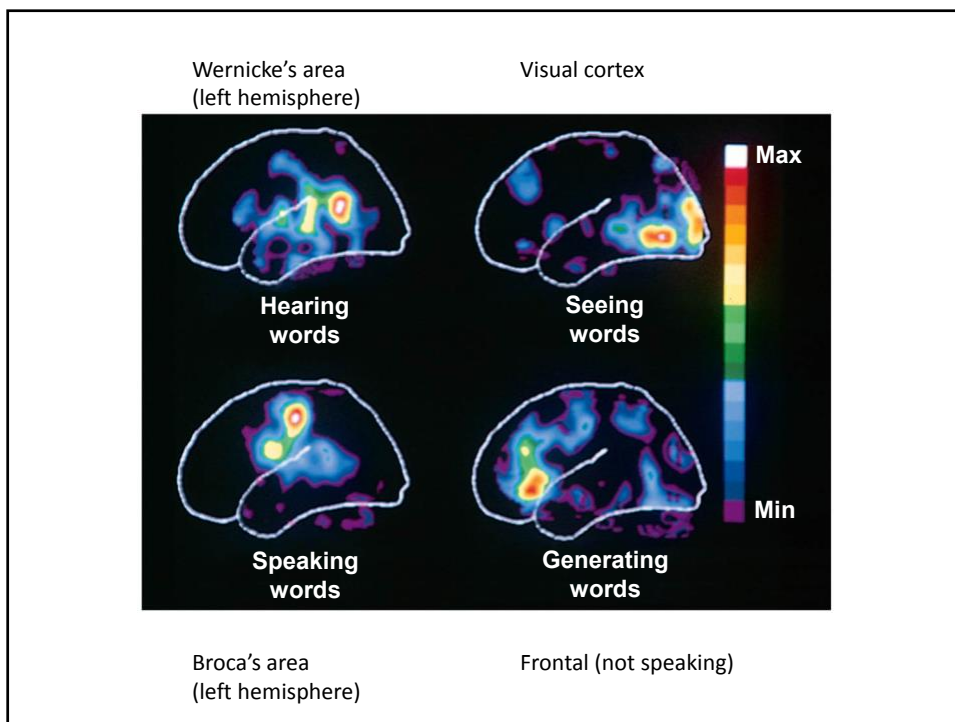 Wernicke’s area
(left hemisphere)
Visual cortex
Hearing
words
Seeing
words
Max
Min
Speaking
words
Generating
words
Broca’s area
(left hemisphere)
Frontal (not speaking)